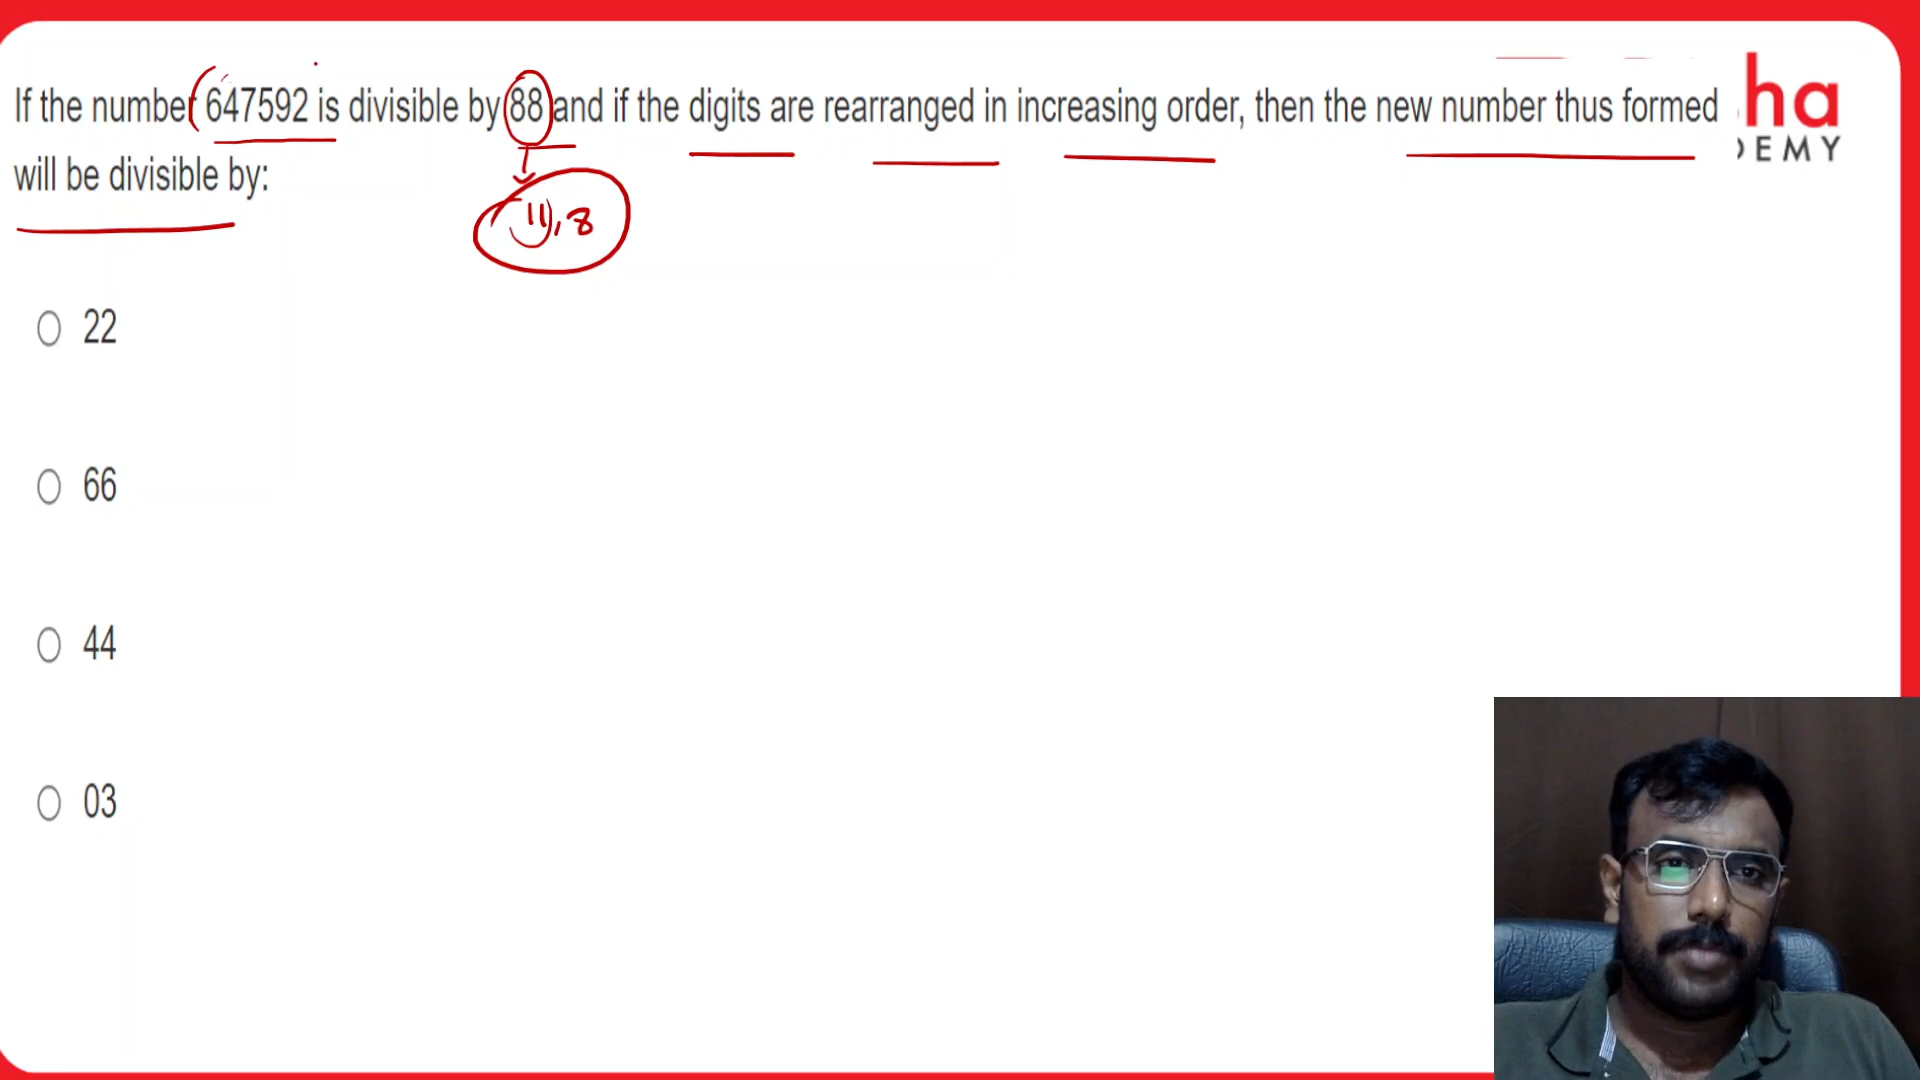 If the number 647592 is divisible by 88 and if the digits are rearranged in increasing order, then the new number thus formed
will be divisible by:
11, 8
22
66
44
03
ha
DEMY